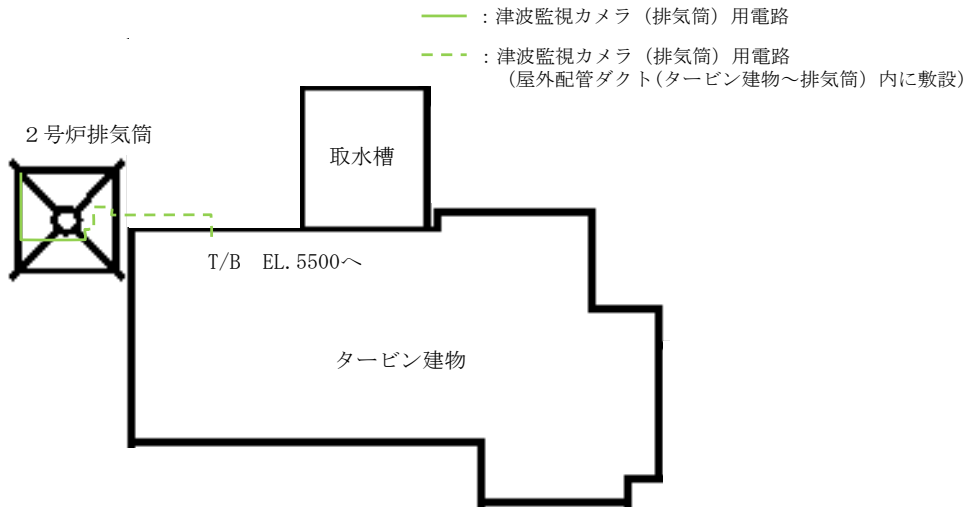 ：津波監視カメラ（排気筒）用電路
：津波監視カメラ（排気筒）用電路
（屋外配管ダクト(タービン建物～排気筒）内に敷設）
２号炉排気筒
取水槽
T/B　EL.5500へ
タービン建物